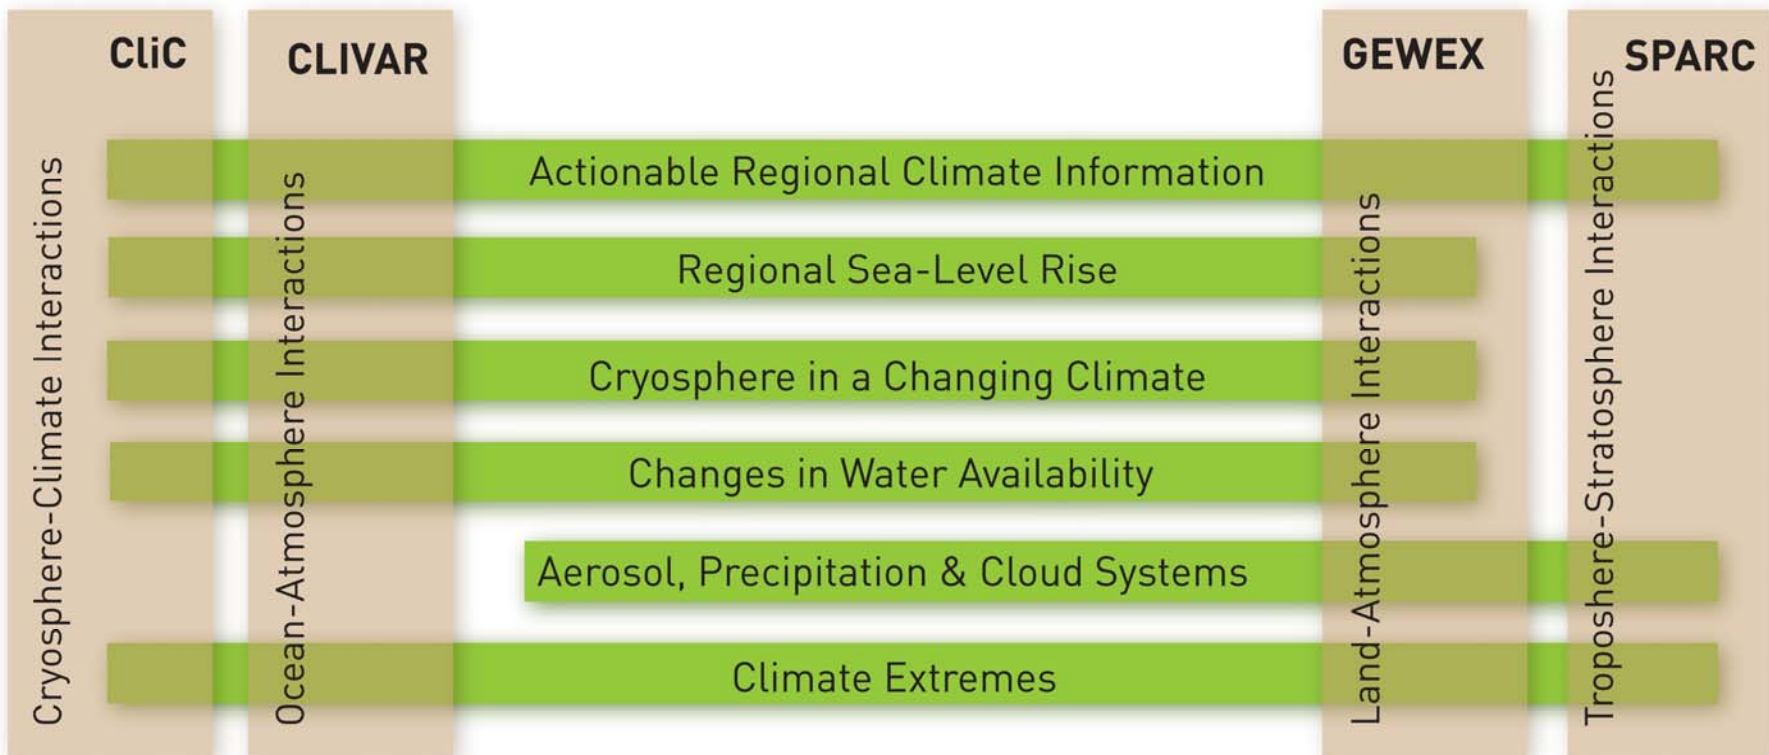 CliC
CLIVAR
GEWEX
SPARC
Cryosphere-Climate Interactions
Ocean-Atmosphere Interactions
Land-Atmosphere Interactions
Troposhere-Stratosphere Interactions
Actionable Regional Climate Information
Regional Sea-Level Rise
Cryosphere in a Changing Climate
Changes in Water Availability
Aerosol, Precipitation & Cloud Systems
Climate Extremes